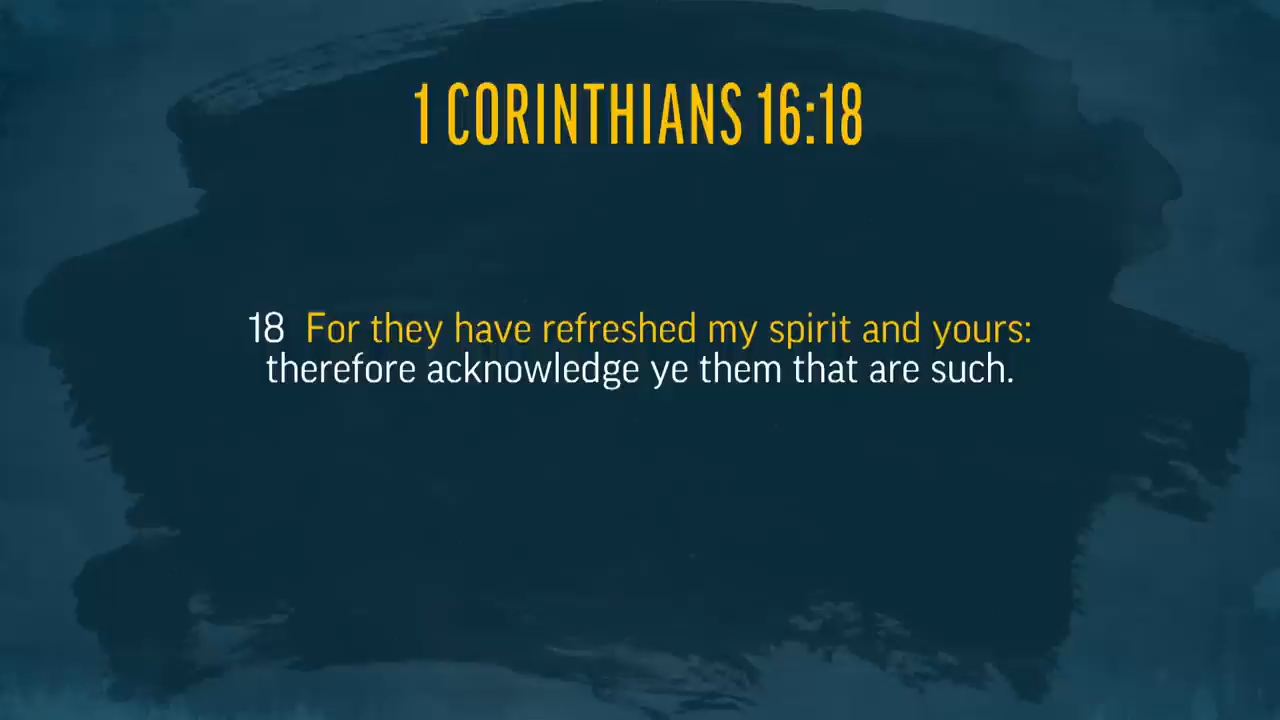 1 CORINTHIANS 16:18
18 For they have refreshed my spirit and yours:
therefore acknowledge ye them that are such.